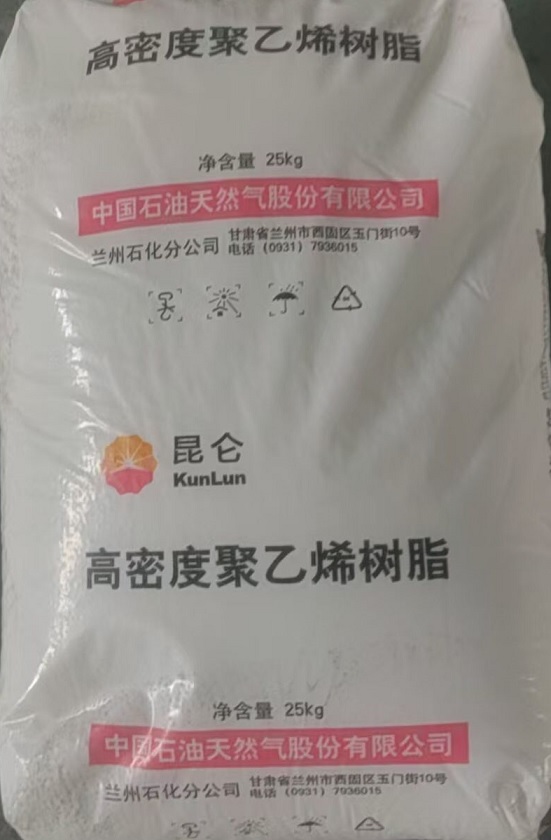 高密度聚乙烯树脂
净含量 25kg
中国石油天然气股份有限公司
兰州石化分公司
甘肃省兰州市西固区玉门街10号
电话（0931）7936015
昆仑
KunLun
高密度聚乙烯树脂
净含量 25kg
中国石油天然气股份有限公司
兰州石化分公司
甘肃省兰州市西固区玉门街10号
电话（0931）7936015